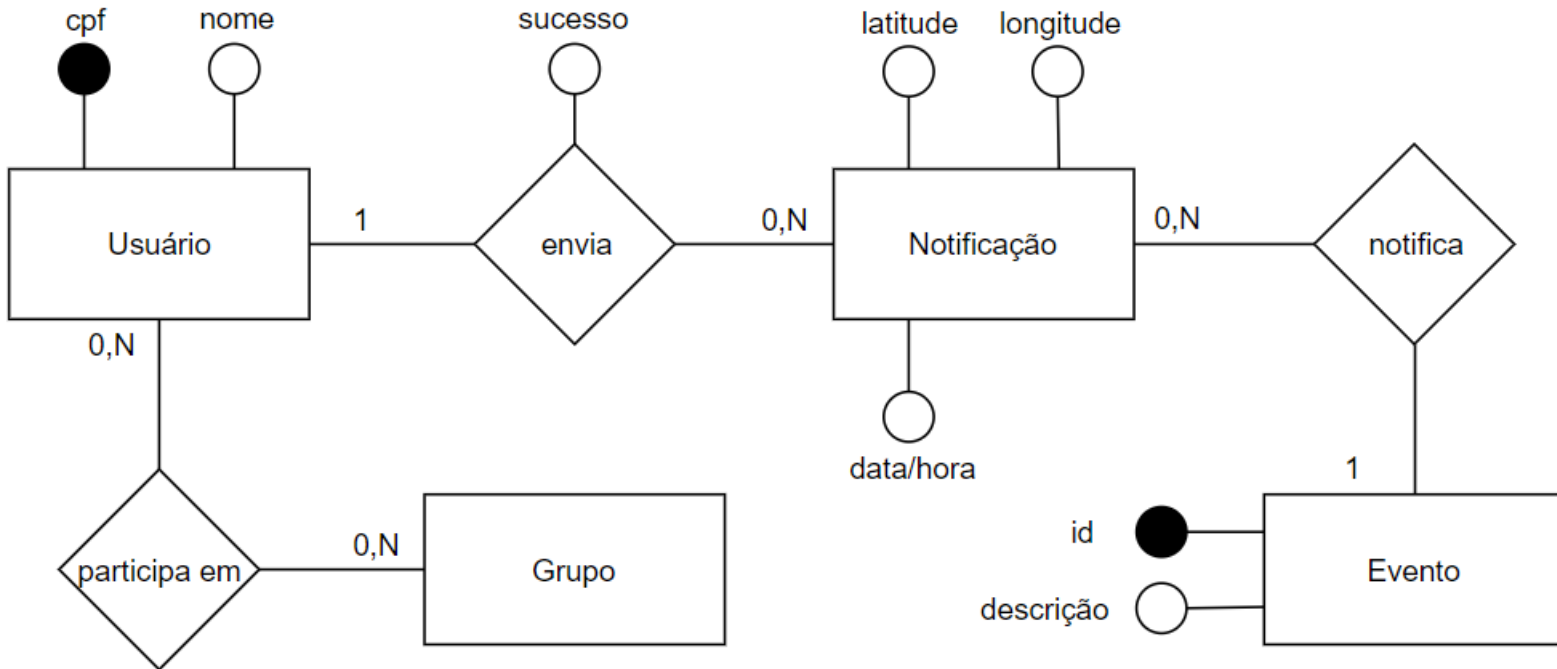 cpf
nome
sucesso
latitude
longitude
Usuário
1
envia
0,N
Notificação
0,N
notifica
0,N
data/hora
1
participa em
0,N
Grupo
id
descrição
Evento